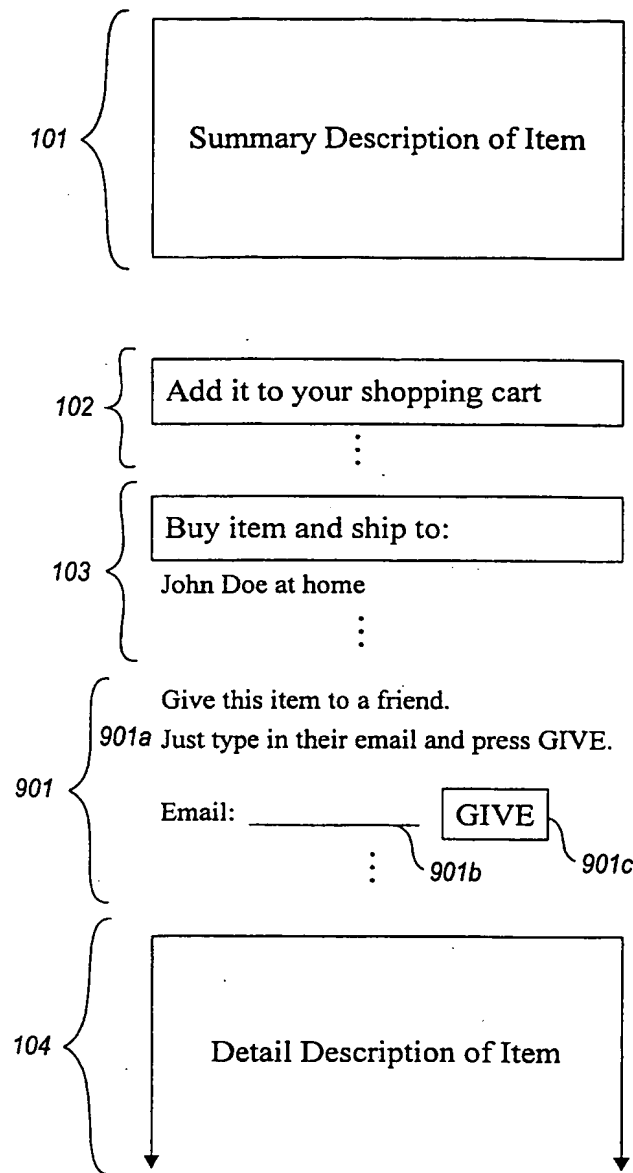 101
Summary Description of Item
102
Add it to your shopping cart
103
Buy item and ship to:
John Doe at home
Give this item to a friend.
901a Just type in their email and press GIVE.
901
Email: GIVE
901b
901c
104
Detail Description of Item